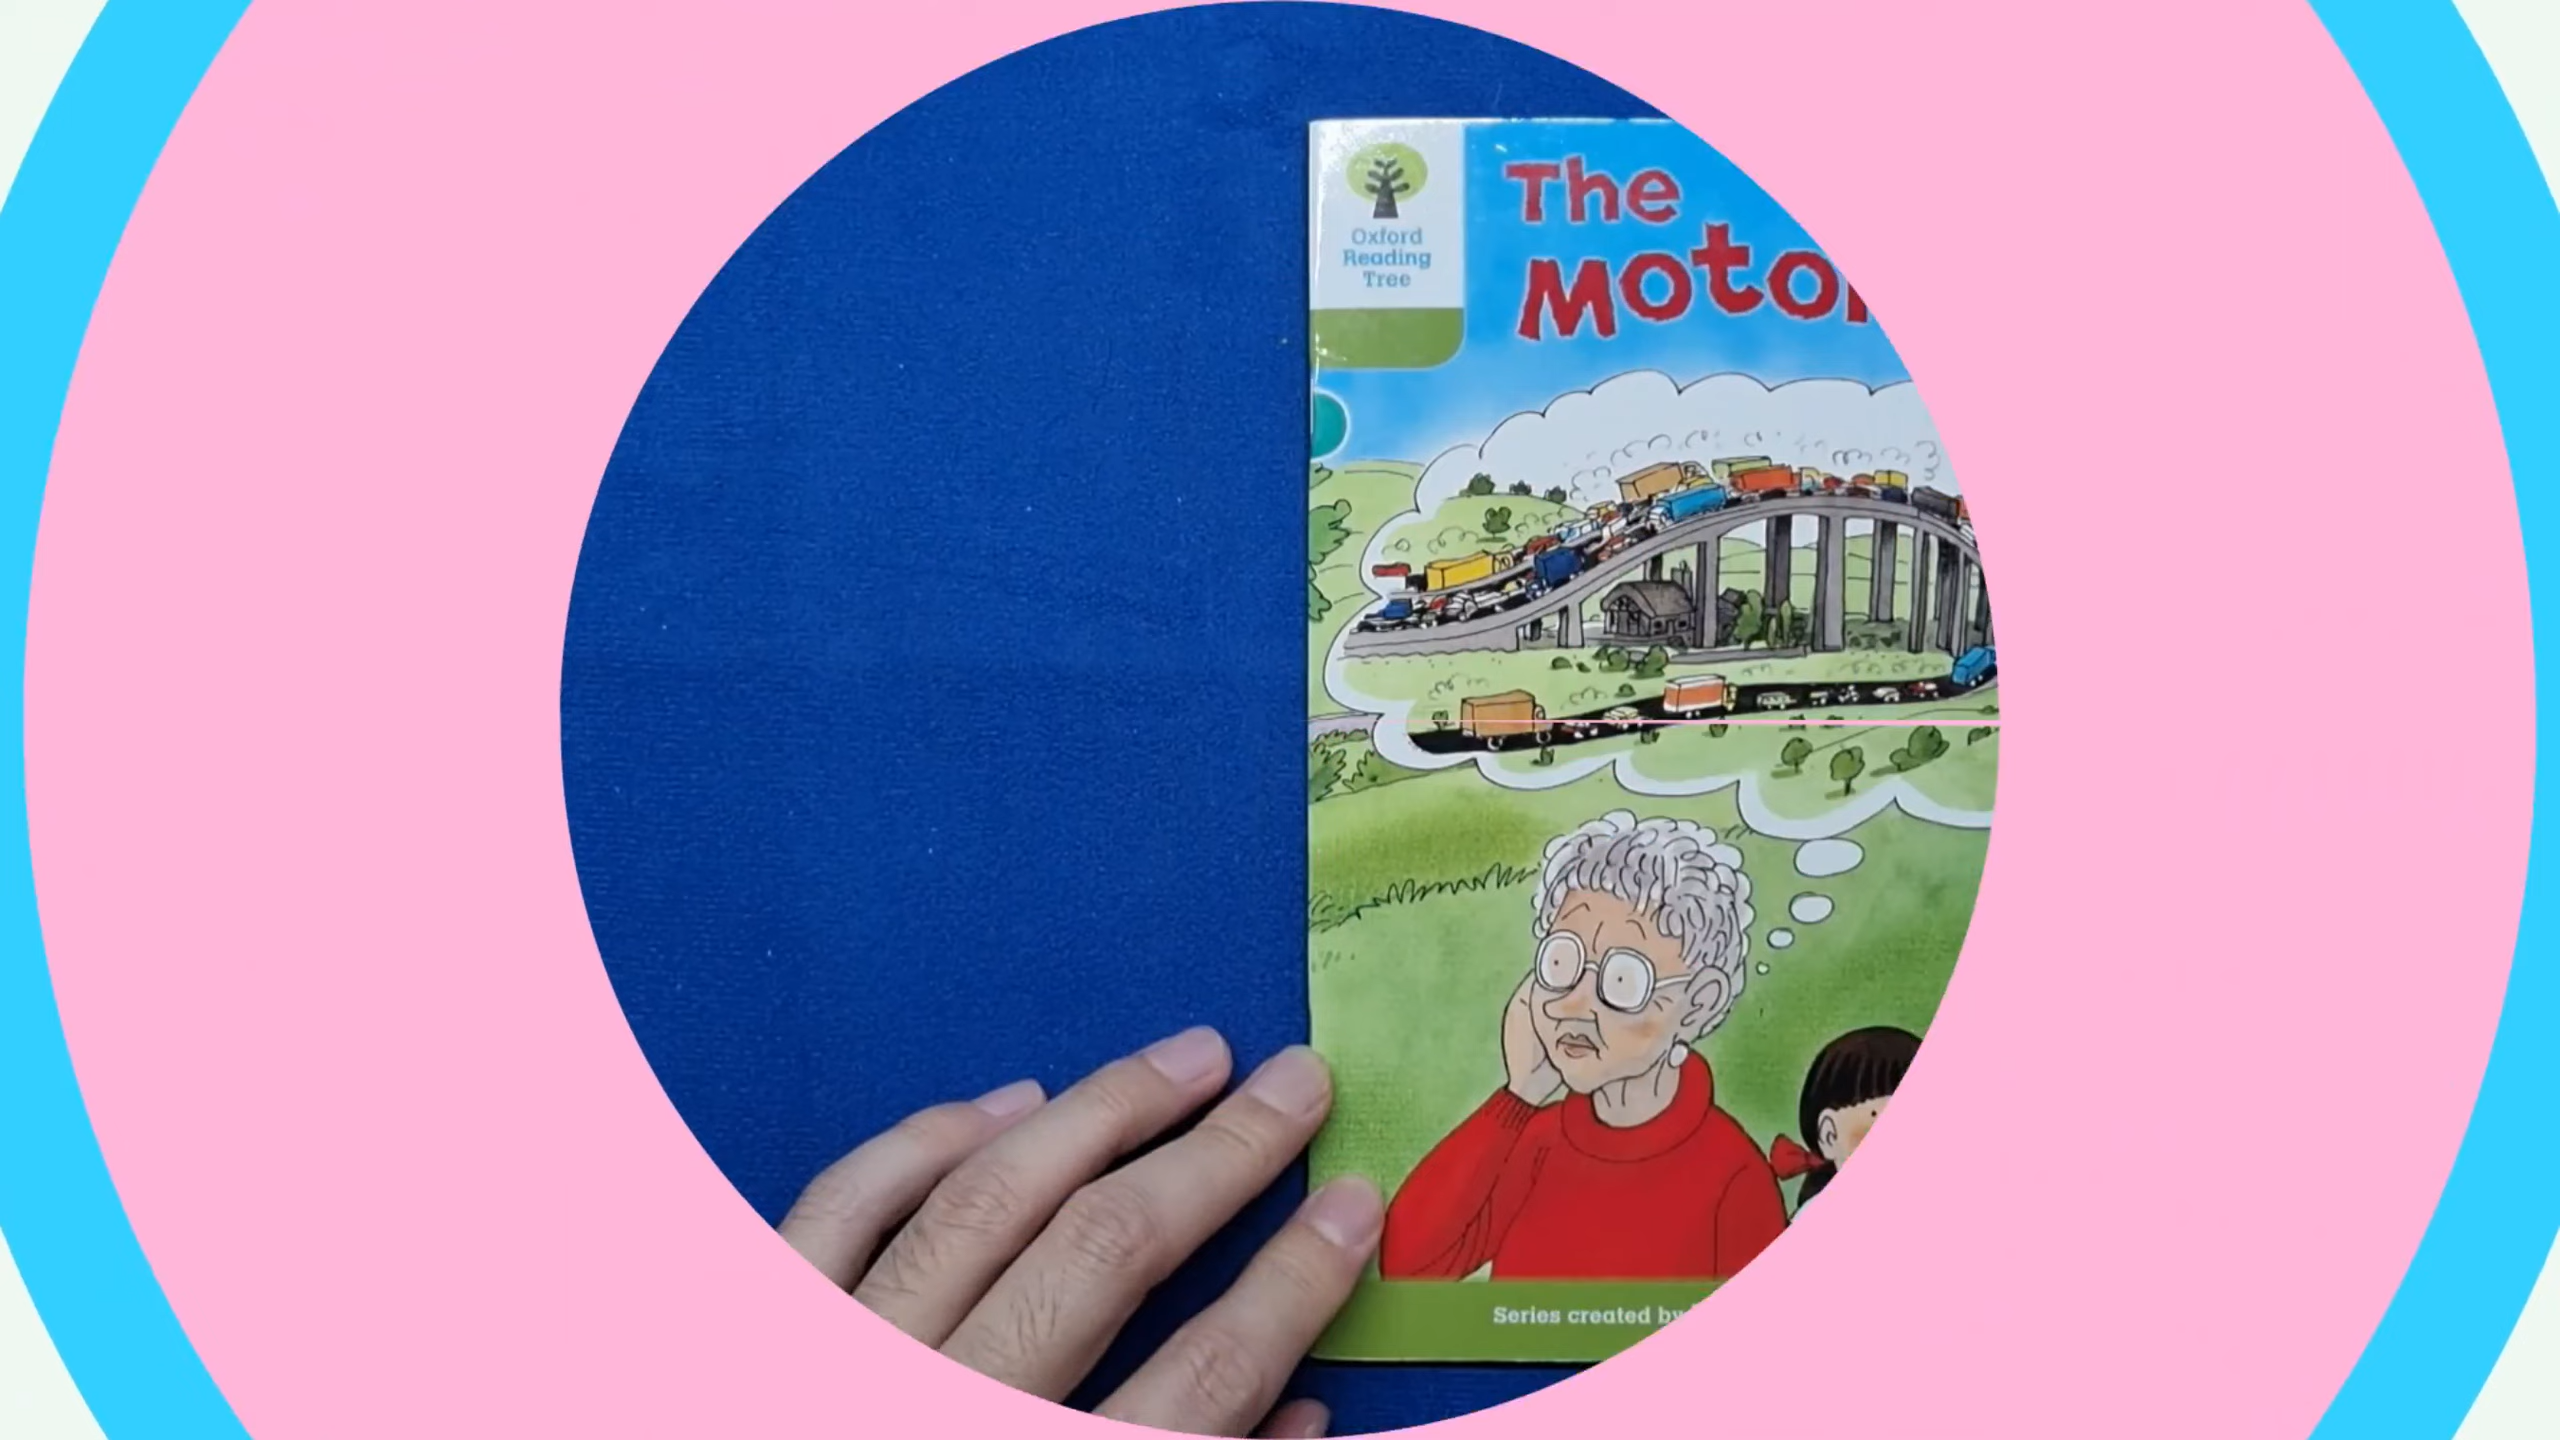 Oxford
Reading
Tree
The
Moto
Series created by